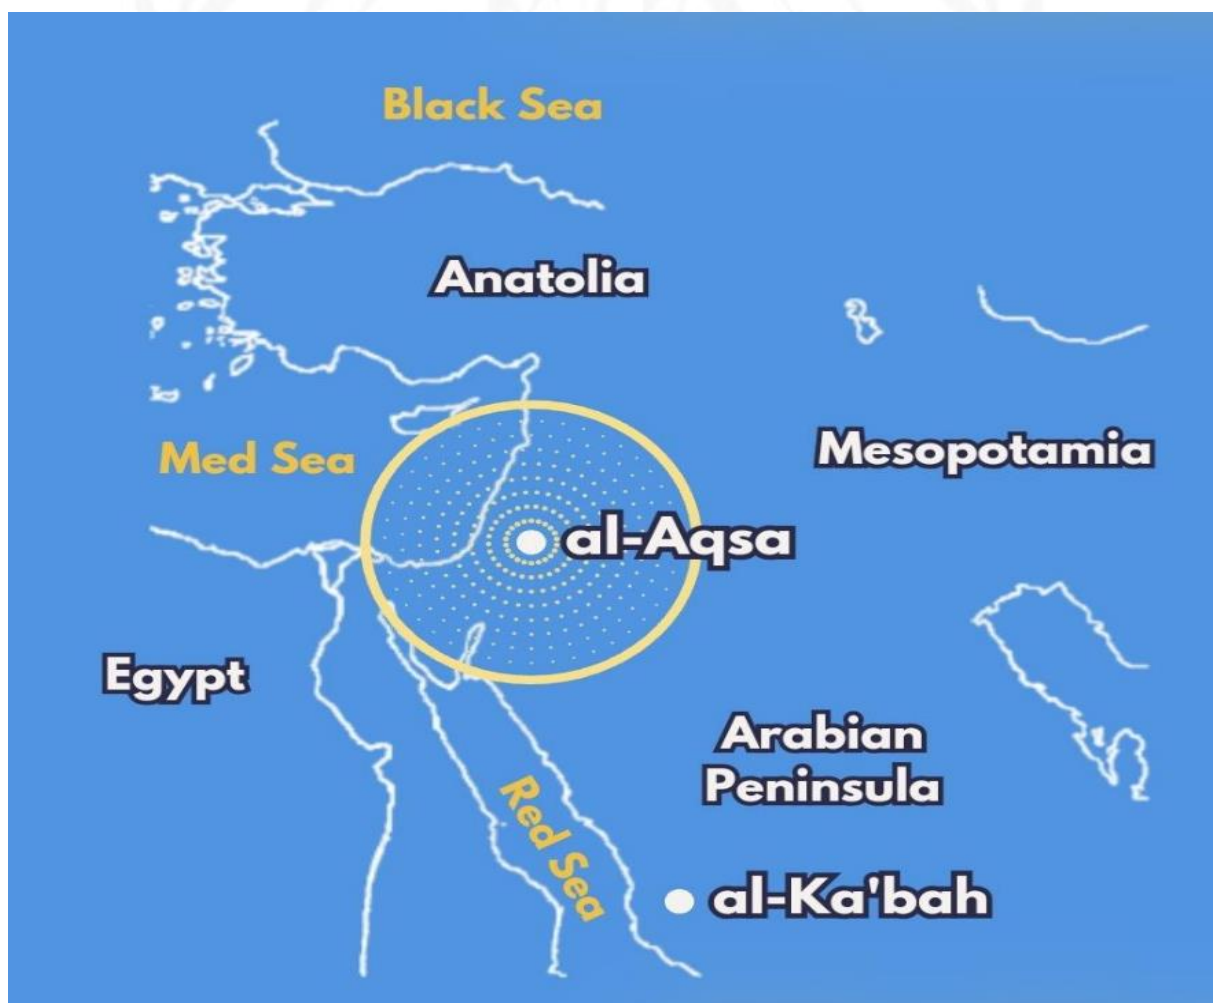 Black Sea
Anatolia
Med Sea
Mesopotamia
al-Aqsa
Egypt
Arabian
Peninsula
Red Sea
al-Ka'bah